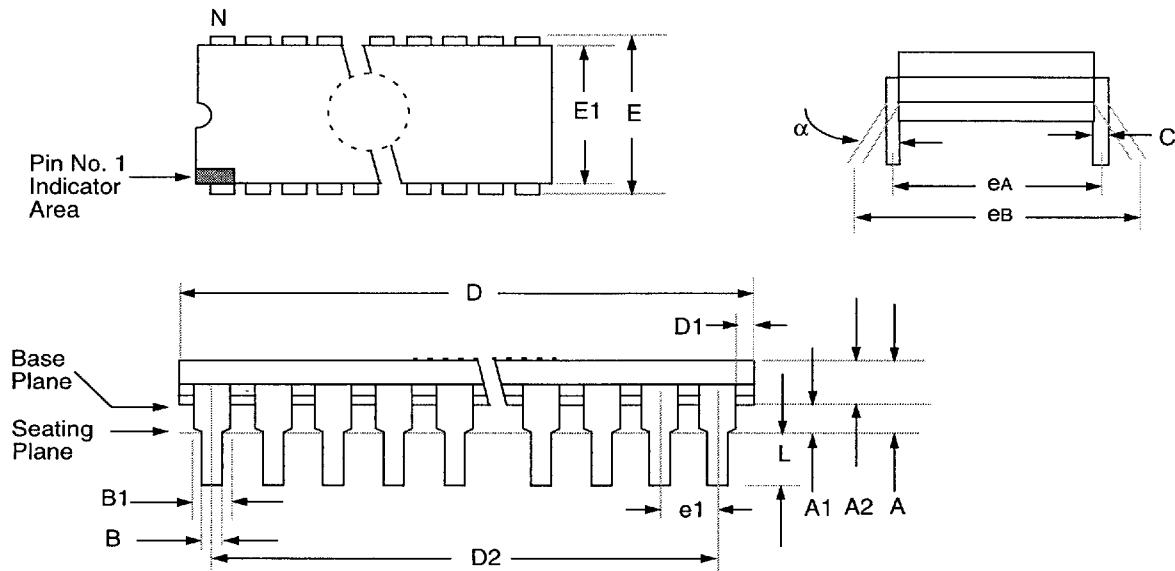 N
E1
E
Pin No. 1
Indicator
Area
α
C
eA
eB
D
D1
Base
Plane
Seating
Plane
L
B1
e1
A1
A2
A
B
D2